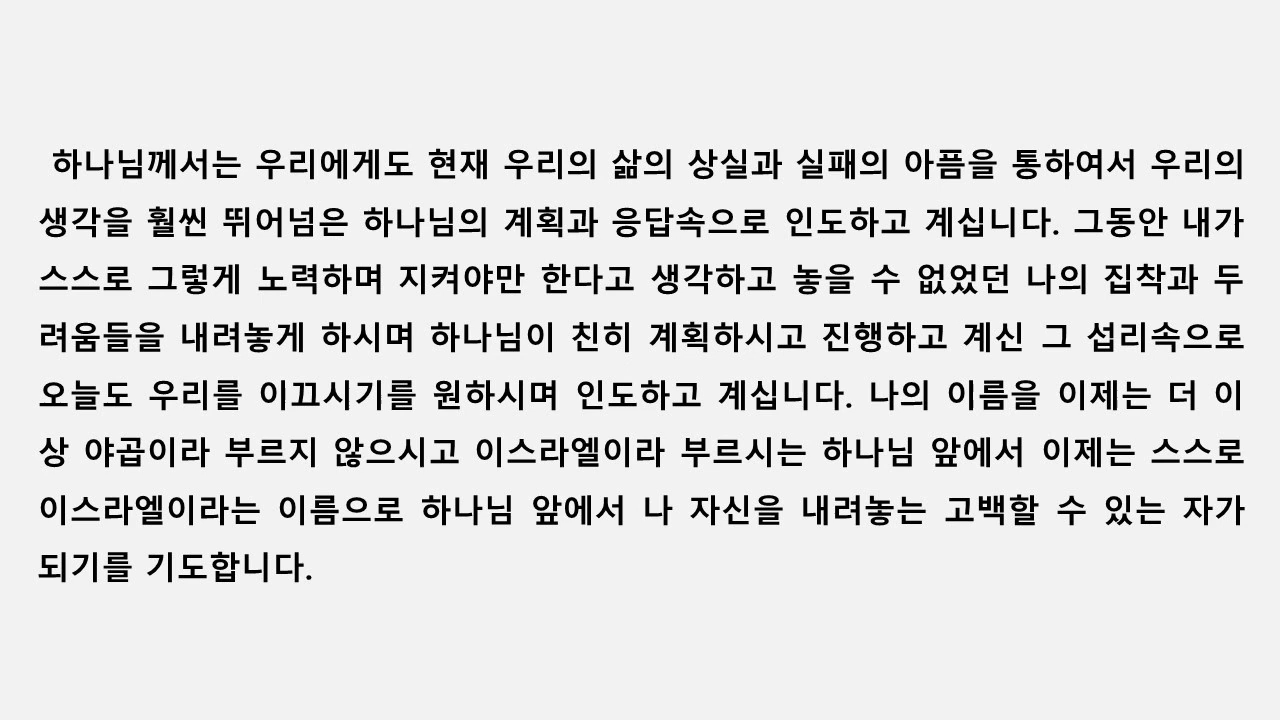 하나님께서는 우리에게도 현재 우리의 삶의 상실과 실패의 아픔을 통하여서 우리의
생각을 훨씬 뛰어넘은 하나님의 계획과 응답속으로 인도하고 계십니다. 그동안 내가
스스로 그렇게 노력하며 지켜야만 한다고 생각하고 놓을 수 없었던 나의 집착과 두
려움들을 내려놓게 하시며 하나님이 친히 계획하시고 진행하고 계신 그 섭리속으로
오늘도 우리를 이끄시기를 원하시며 인도하고 계십니다. 나의 이름을 이제는 더 이
상 야곱이라 부르지 않으시고 이스라엘이라 부르시는 하나님 앞에서 이제는 스스로
이스라엘이라는 이름으로 하나님 앞에서 나 자신을 내려놓는 고백할 수 있는 자가
되기를 기도합니다.